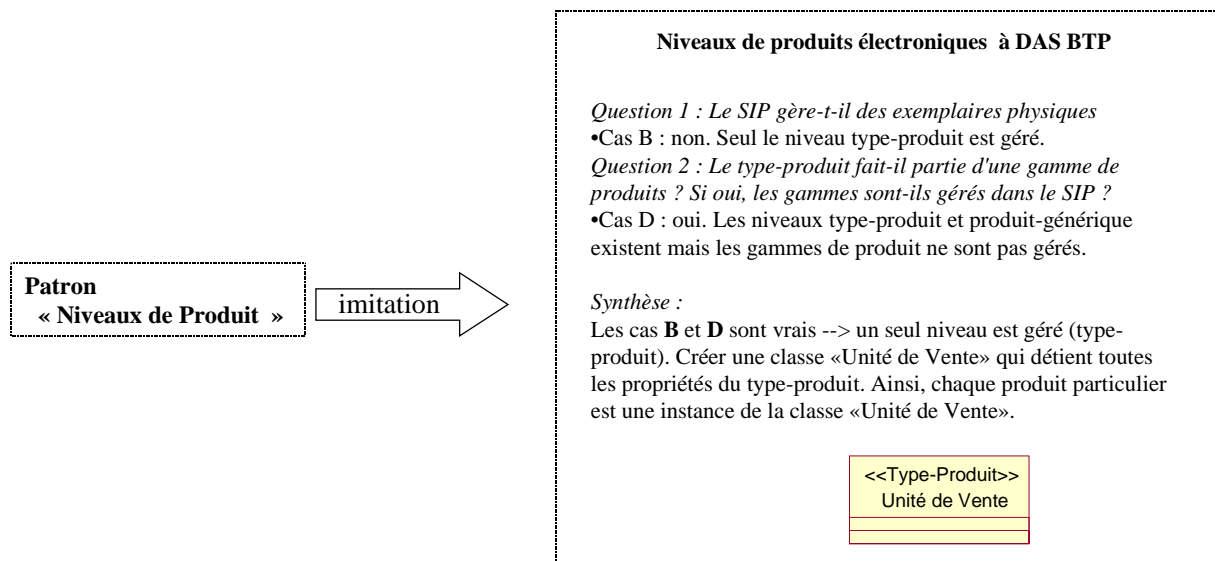 Niveaux de produits électroniques à DAS BTP
Question 1 : Le SIP gère-t-il des exemplaires physiques
•Cas B : non. Seul le niveau type-produit est géré.
Question 2 : Le type-produit fait-il partie d'une gamme de
produits ? Si oui, les gammes sont-ils gérés dans le SIP ?
•Cas D : oui. Les niveaux type-produit et produit-générique
existent mais les gammes de produit ne sont pas gérés.
Patron
« Niveaux de Produit »
imitation
Synthèse :
Les cas B et D sont vrais --> un seul niveau est géré (type-
produit). Créer une classe «Unité de Vente» qui détient toutes
les propriétés du type-produit. Ainsi, chaque produit particulier
est une instance de la classe «Unité de Vente».
<<Type-Produit>>
Unité de Vente